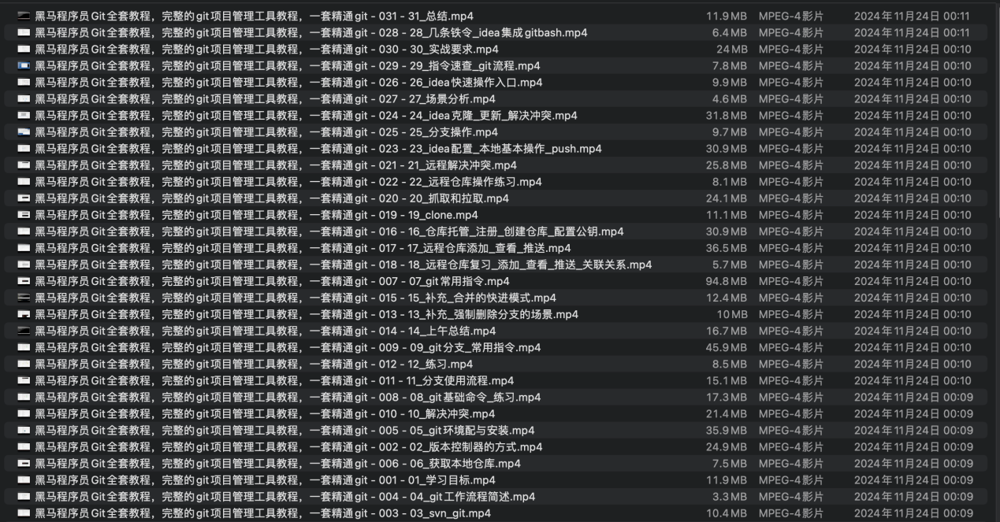 黑马程序员Git全套教程，完整的git项目管理工具教程，一套精通git - 031 - 31_总结.mp4 11.9 MB MPEG-4影片 2024年11月24日 00:11
黑马程序员Git全套教程，完整的git项目管理工具教程，一套精通git - 028 - 28_几条铁令_idea集成gitbash.mp4 6.4 MB MPEG-4影片 2024年11月24日 00:11
黑马程序员Git全套教程，完整的git项目管理工具教程，一套精通git - 030 - 30_实战要求.mp4 24 MB MPEG-4影片 2024年11月24日 00:10
黑马程序员Git全套教程，完整的git项目管理工具教程，一套精通git - 029 - 29_指令速查_git流程.mp4 7.8 MB MPEG-4影片 2024年11月24日 00:10
黑马程序员Git全套教程，完整的git项目管理工具教程，一套精通git - 026 - 26_idea快速操作入口.mp4 9.9 MB MPEG-4影片 2024年11月24日 00:10
黑马程序员Git全套教程，完整的git项目管理工具教程，一套精通git - 027 - 27_场景分析.mp4 4.6 MB MPEG-4影片 2024年11月24日 00:10
黑马程序员Git全套教程，完整的git项目管理工具教程，一套精通git - 024 - 24_idea克隆_更新_解决冲突.mp4 31.8 MB MPEG-4影片 2024年11月24日 00:10
黑马程序员Git全套教程，完整的git项目管理工具教程，一套精通git - 025 - 25_分支操作.mp4 9.7 MB MPEG-4影片 2024年11月24日 00:10
黑马程序员Git全套教程，完整的git项目管理工具教程，一套精通git - 023 - 23_idea配置_本地基本操作_push.mp4 30.9 MB MPEG-4影片 2024年11月24日 00:10
黑马程序员Git全套教程，完整的git项目管理工具教程，一套精通git - 021 - 21_远程解决冲突.mp4 25.8 MB MPEG-4影片 2024年11月24日 00:10
黑马程序员Git全套教程，完整的git项目管理工具教程，一套精通git - 022 - 22_远程仓库操作练习.mp4 8.1 MB MPEG-4影片 2024年11月24日 00:10
黑马程序员Git全套教程，完整的git项目管理工具教程，一套精通git - 020 - 20_抓取和拉取.mp4 24.1 MB MPEG-4影片 2024年11月24日 00:10
黑马程序员Git全套教程，完整的git项目管理工具教程，一套精通git - 019 - 19_clone.mp4 11.1 MB MPEG-4影片 2024年11月24日 00:10
黑马程序员Git全套教程，完整的git项目管理工具教程，一套精通git - 016 - 16_仓库托管_注册_创建仓库_配置公钥.mp4 30.9 MB MPEG-4影片 2024年11月24日 00:10
黑马程序员Git全套教程，完整的git项目管理工具教程，一套精通git - 017 - 17_远程仓库添加_查看_推送.mp4 36.5 MB MPEG-4影片 2024年11月24日 00:10
黑马程序员Git全套教程，完整的git项目管理工具教程，一套精通git - 018 - 18_远程仓库复习_添加_查看_推送_关联关系.mp4 5.7 MB MPEG-4影片 2024年11月24日 00:10
黑马程序员Git全套教程，完整的git项目管理工具教程，一套精通git - 007 - 07_git常用指令.mp4 94.8 MB MPEG-4影片 2024年11月24日 00:10
黑马程序员Git全套教程，完整的git项目管理工具教程，一套精通git - 015 - 15_补充_合并的快进模式.mp4 12.4 MB MPEG-4影片 2024年11月24日 00:10
黑马程序员Git全套教程，完整的git项目管理工具教程，一套精通git - 013 - 13_补充_强制删除分支的场景.mp4 10 MB MPEG-4影片 2024年11月24日 00:10
黑马程序员Git全套教程，完整的git项目管理工具教程，一套精通git - 014 - 14_上午总结.mp4 16.7 MB MPEG-4影片 2024年11月24日 00:10
黑马程序员Git全套教程，完整的git项目管理工具教程，一套精通git - 009 - 09_git分支_常用指令.mp4 45.9 MB MPEG-4影片 2024年11月24日 00:10
黑马程序员Git全套教程，完整的git项目管理工具教程，一套精通git - 012 - 12_练习.mp4 8.5 MB MPEG-4影片 2024年11月24日 00:10
黑马程序员Git全套教程，完整的git项目管理工具教程，一套精通git - 011 - 11_分支使用流程.mp4 15.1 MB MPEG-4影片 2024年11月24日 00:10
黑马程序员Git全套教程，完整的git项目管理工具教程，一套精通git - 008 - 08_git基础命令_练习.mp4 17.3 MB MPEG-4影片 2024年11月24日 00:09
黑马程序员Git全套教程，完整的git项目管理工具教程，一套精通git - 010 - 10_解决冲突.mp4 21.4 MB MPEG-4影片 2024年11月24日 00:09
黑马程序员Git全套教程，完整的git项目管理工具教程，一套精通git - 005 - 05_git环境配与安装.mp4 35.9 MB MPEG-4影片 2024年11月24日 00:09
黑马程序员Git全套教程，完整的git项目管理工具教程，一套精通git - 002 - 02_版本控制器的方式.mp4 24.9 MB MPEG-4影片 2024年11月24日 00:09
黑马程序员Git全套教程，完整的git项目管理工具教程，一套精通git - 006 - 06_获取本地仓库.mp4 7.5 MB MPEG-4影片 2024年11月24日 00:09
黑马程序员Git全套教程，完整的git项目管理工具教程，一套精通git - 001 - 01_学习目标.mp4 11.9 MB MPEG-4影片 2024年11月24日 00:09
黑马程序员Git全套教程，完整的git项目管理工具教程，一套精通git - 004 - 04_git工作流程简述.mp4 3.3 MB MPEG-4影片 2024年11月24日 00:09
黑马程序员Git全套教程，完整的git项目管理工具教程，一套精通git - 003 - 03_svn_git.mp4 10.4 MB MPEG-4影片 2024年11月24日 00:09